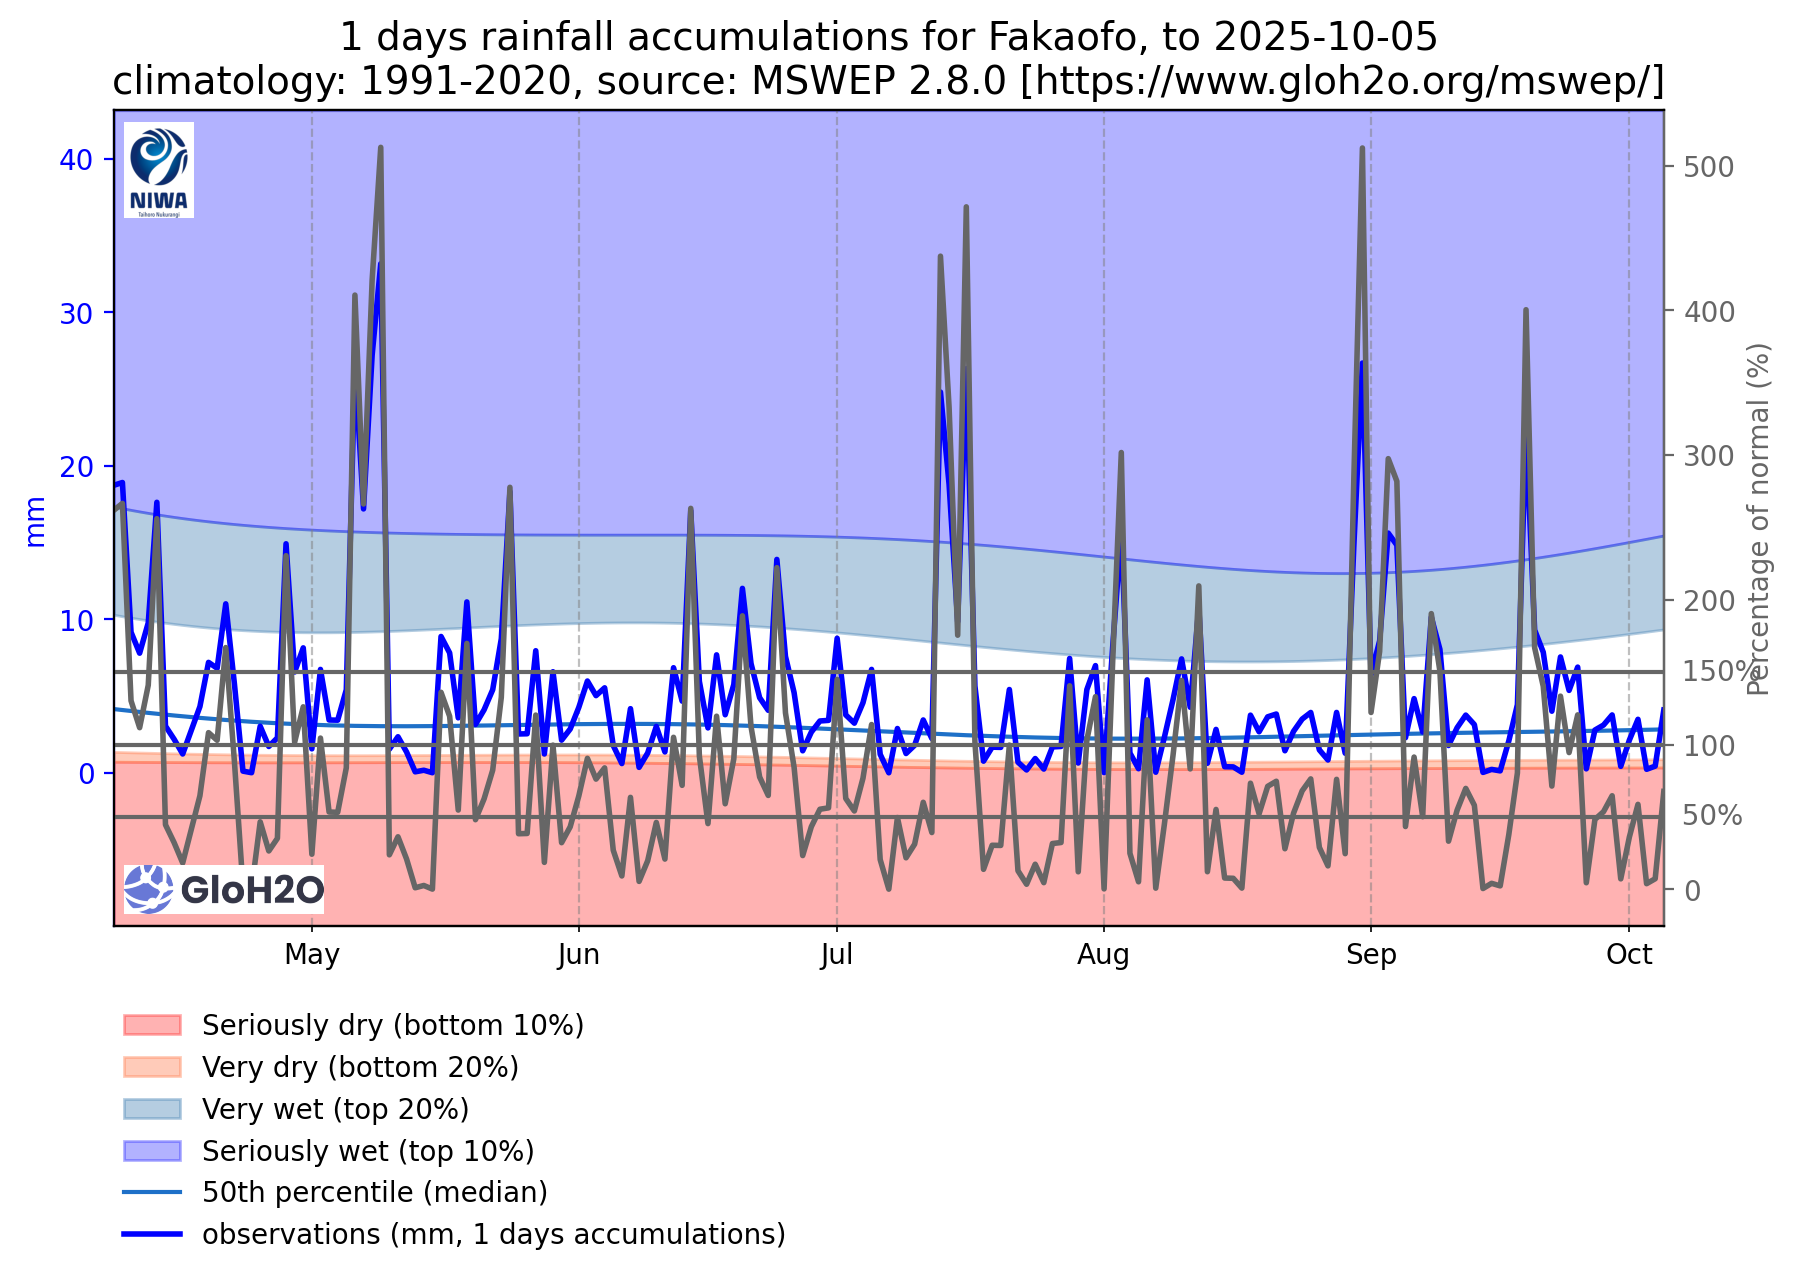 1 days rainfall accumulations for Fakaofo, to 2025-10-05
climatology: 1991-2020, source: MSWEP 2.8.0 [https://www.gloh2o.org/mswep/]
NIWA
Taihoro Nukurangi
40
30
20
10
0
mm
500
400
300
200
150%
100
50%
0
Percentage of normal (%)
GloH2O
May
Jun
Jul
Aug
Sep
Oct
Seriously dry (bottom 10%)
Very dry (bottom 20%)
Very wet (top 20%)
Seriously wet (top 10%)
50th percentile (median)
observations (mm, 1 days accumulations)